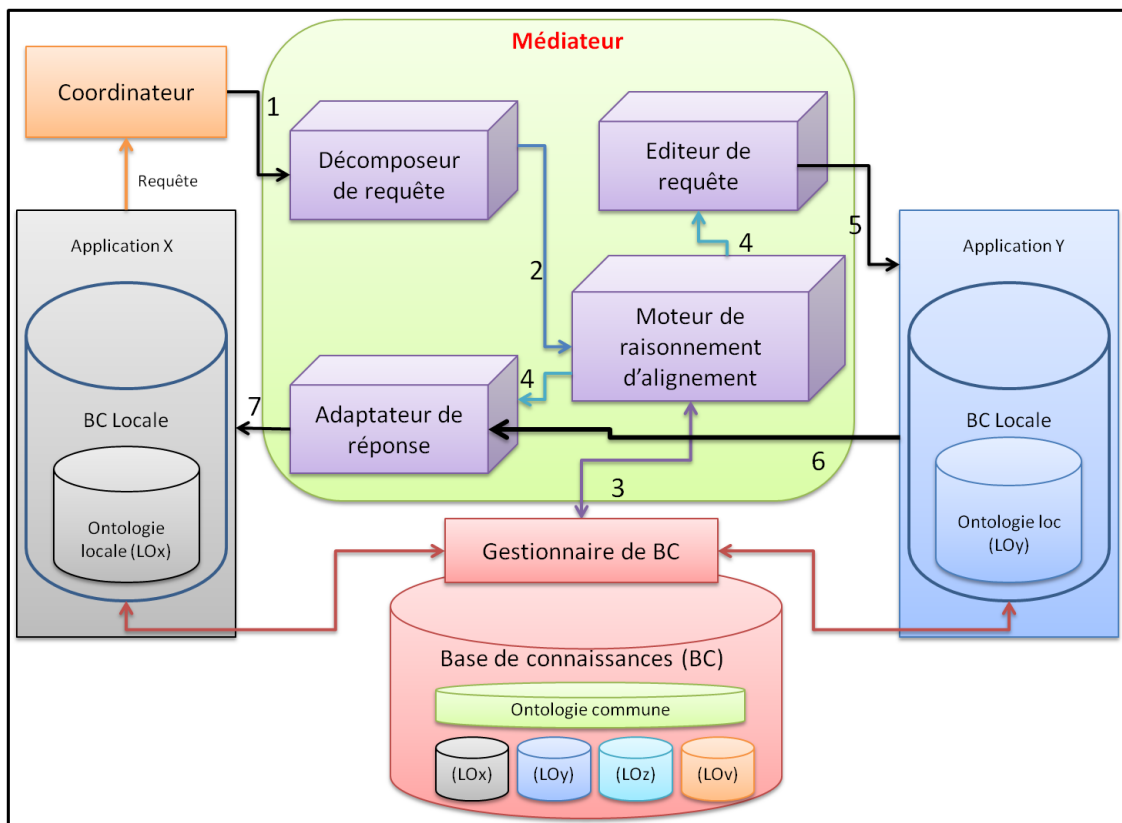 Médiateur
Coordinateur
1
Décomposeur
de requête
Editeur de
requête
Requête
Application X
2
4
5
Application Y
Moteur de
raisonnement
d'alignement
4
7
Adaptateur de
réponse
BC Locale
BC Locale
6
3
Ontologie
locale (LOx)
Ontologie loc
(LOy)
Gestionnaire de BC
Base de connaissances (BC)
Ontologie commune
(LOx)
(LOy)
(LOz)
(LOv)